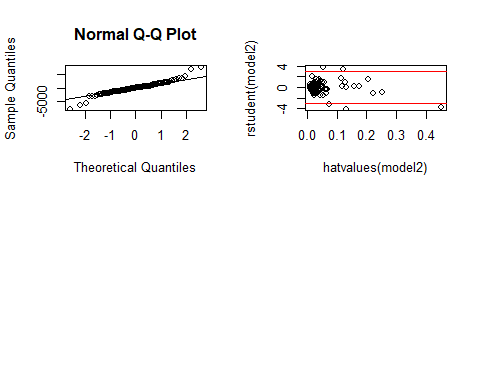 Normal Q-Q Plot
Sample Quantiles
-5000
-2 -1 0 1 2
Theoretical Quantiles
rstudent(model2)
4
0
-4
0.0 0.1 0.2 0.3 0.4
hatvalues(model2)